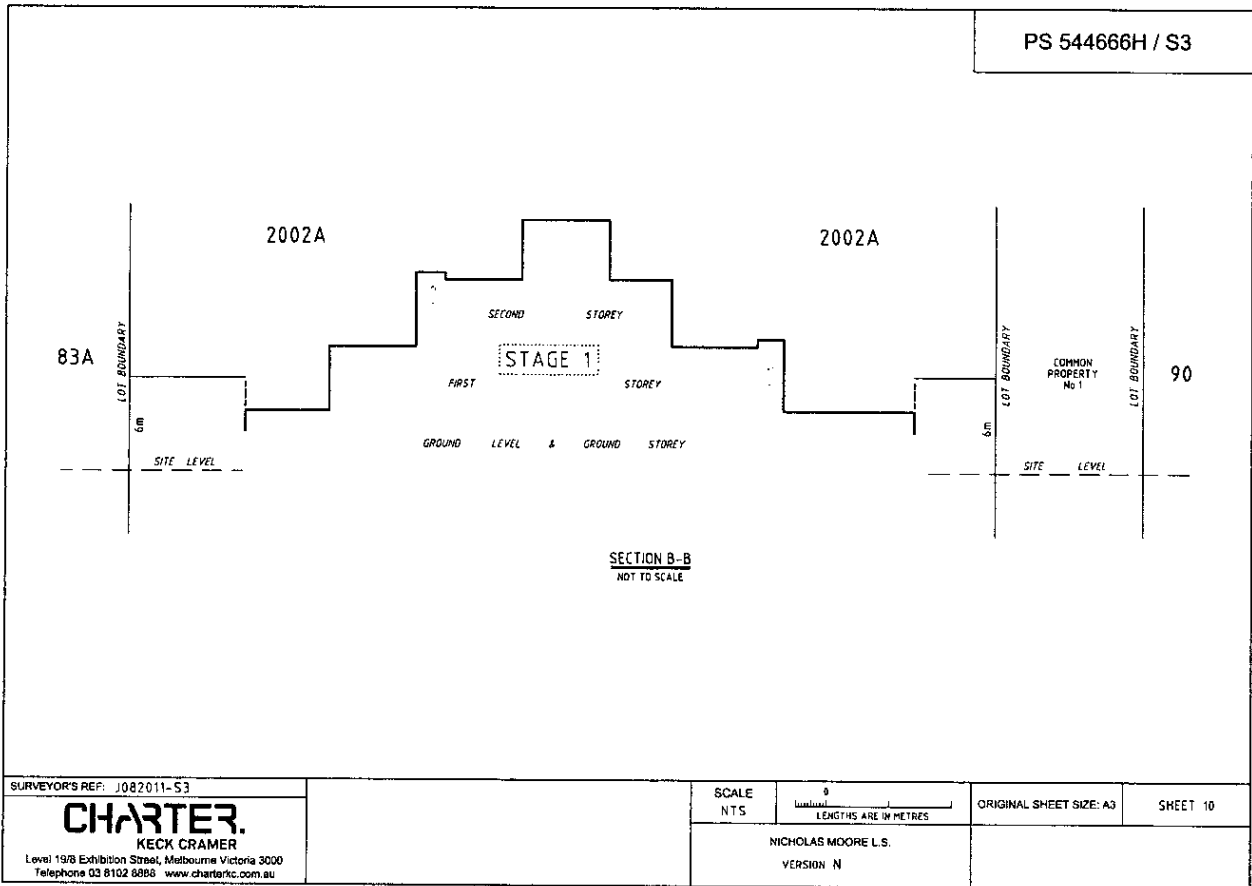 PS 544666H / S3
2002A
2002A
83A
LOT BOUNDARY
6m
SITE LEVEL
SECOND STOREY
STAGE 1
FIRST STOREY
GROUND LEVEL & GROUND STOREY
LOT BOUNDARY
6m
COMMON
PROPERTY
No 1
LOT BOUNDARY
90
SITE LEVEL
SECTION B-B
NOT TO SCALE
SURVEYOR'S REF: J082011-S3
CHARTER.
KECK CRAMER
Level 19/8 Exhibition Street, Melbourne Victoria 3000
Telephone 03 8102 8888 www.charterkc.com.au
SCALE
NTS
0
LENGTHS ARE IN METRES
ORIGINAL SHEET SIZE: A3
SHEET 10
NICHOLAS MOORE L.S.
VERSION N